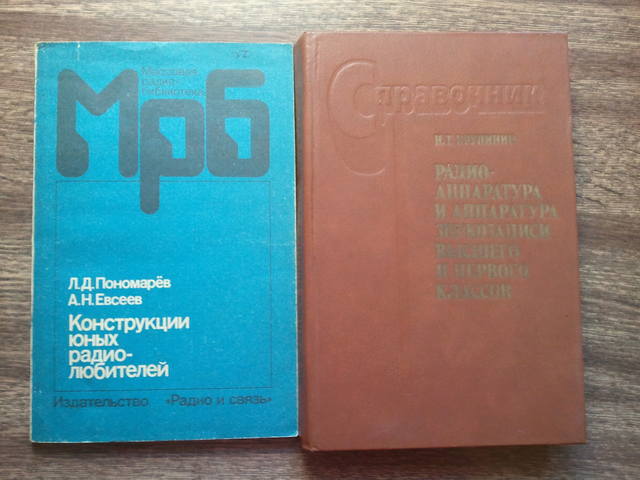 Массовая
радио-
библиотека
Мрб
Л.Д.Пономарёв
А.Н.Евсеев
Конструкции
юных
радио-
любителей
Издательство «Радио и связь»
Справочник
РАДИО-
АППАРАТУРА
И АППАРАТУРА
ЗВУКОЗАПИСИ
ВЫСШЕГО
И ПЕРВОГО
КЛАССОВ